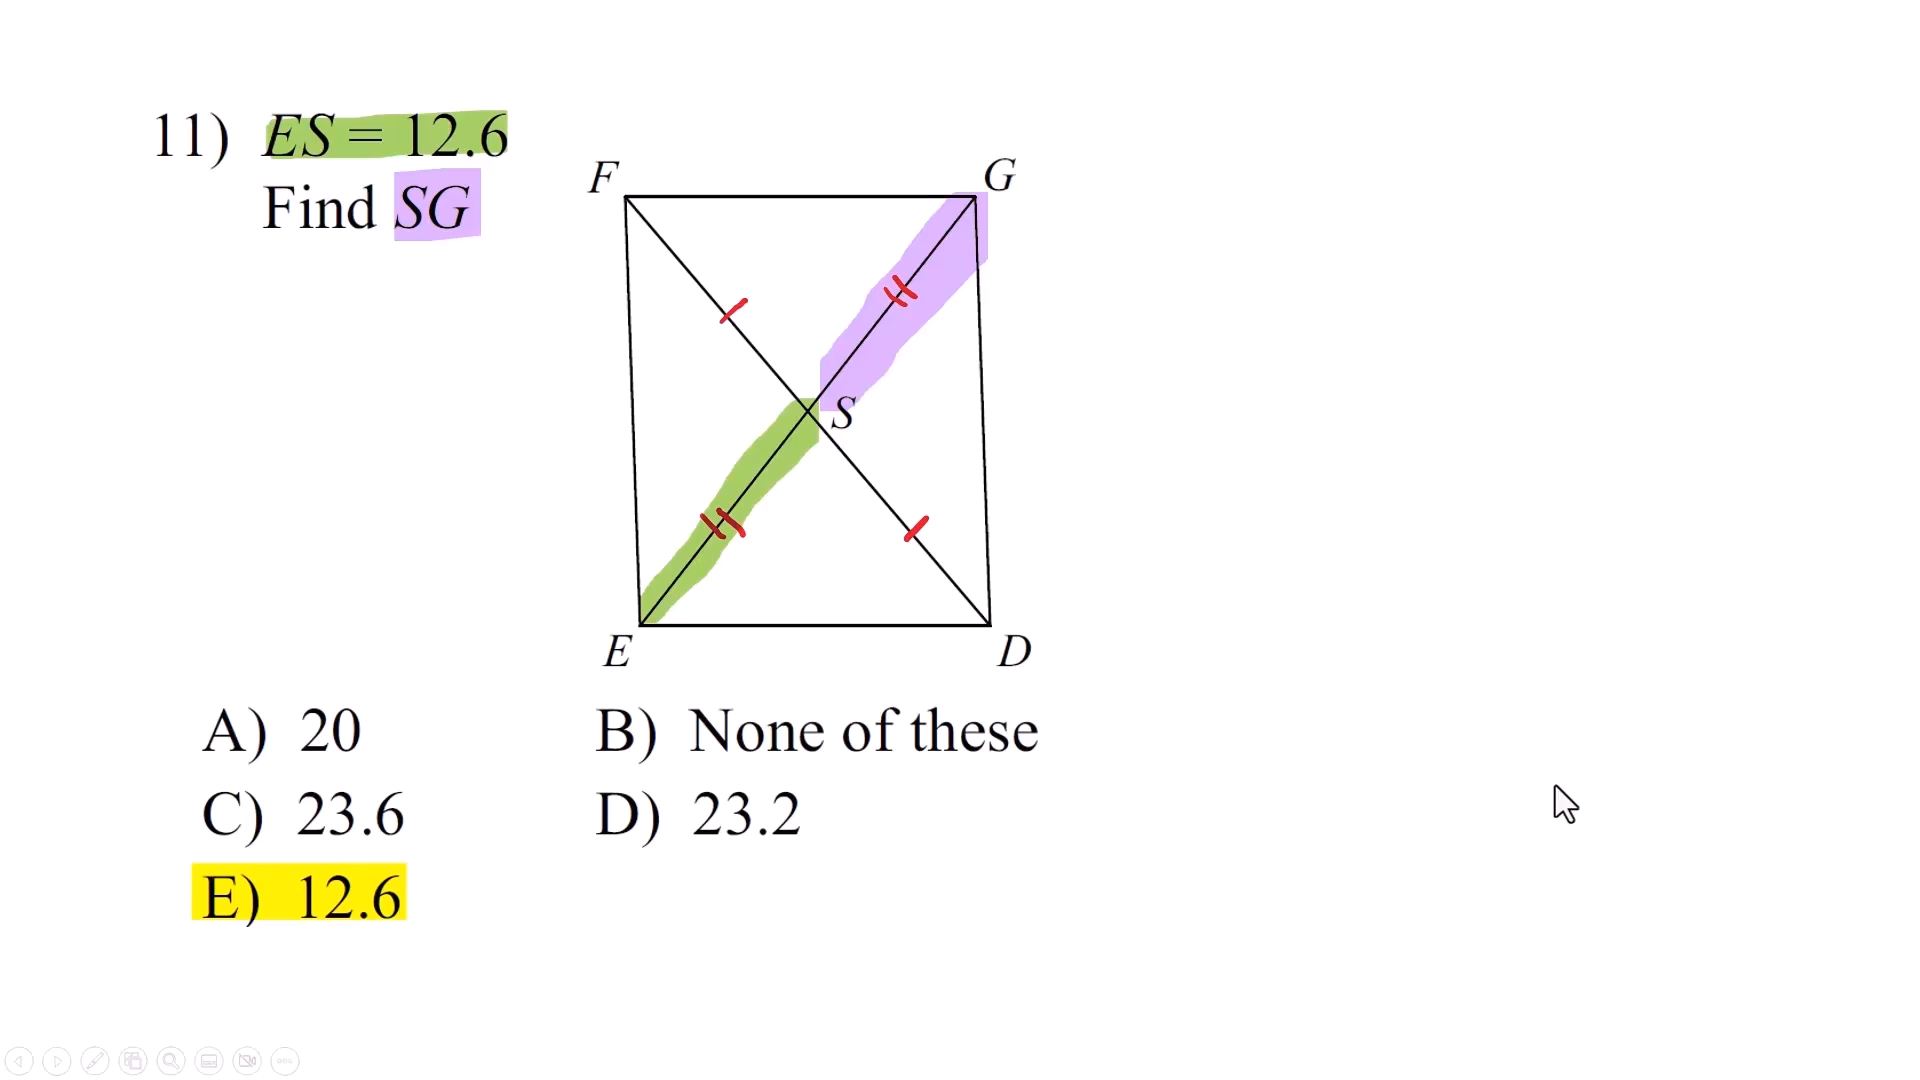 11) ES = 12.6
Find SG
F
G
S
E
D
A) 20
B) None of these
C) 23.6
D) 23.2
E) 12.6